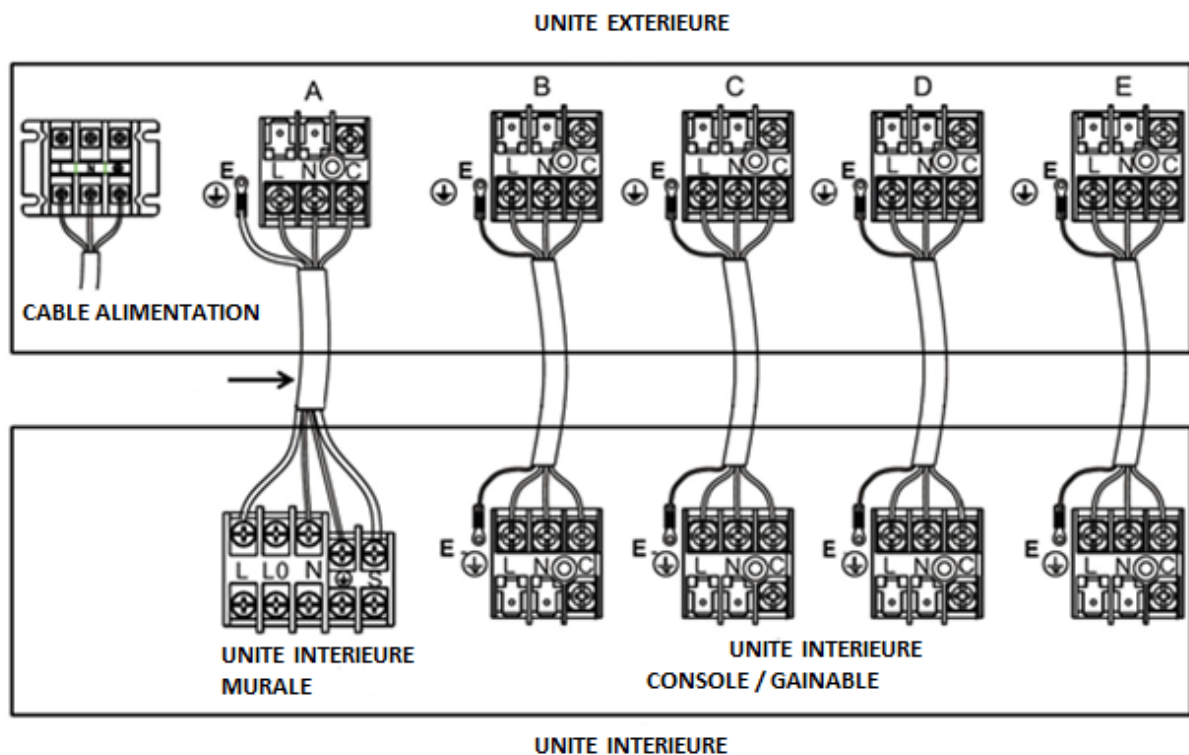 UNITE EXTERIEURE
A B C D E
N
L N C L N C L N C L N C L N C
E E E E E
CABLE ALIMENTATION
L L0 N S
L N C L N C L N C L N C
E E E E
UNITE INTERIEURE
MURALE
UNITE INTERIEURE
CONSOLE / GAINABLE
UNITE INTERIEURE